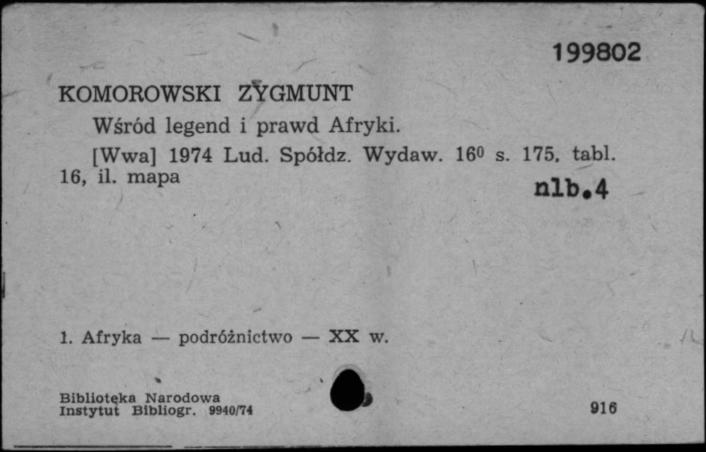 199802
KOMOROWSKI ZYGMUNT
Wśród legend i prawd Afryki.
[Wwa] 1974 Lud. Spółdz. Wydaw. 16⁰ s. 175, tabl.
16, il. mapa
nlb.4
1. Afryka — podróżnictwo — XX w.
Biblioteka Narodowa
Instytut Bibliogr. 9940/74
916